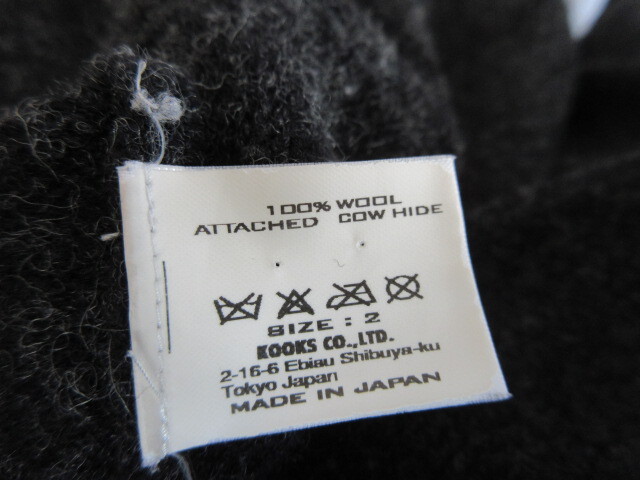 100% WOOL
ATTACHED COW HIDE
SIZE : 2
KOOKS CO.,LTD.
2-16-6 Ebiau Shibuya-ku
Tokyo Japan
MADE IN JAPAN